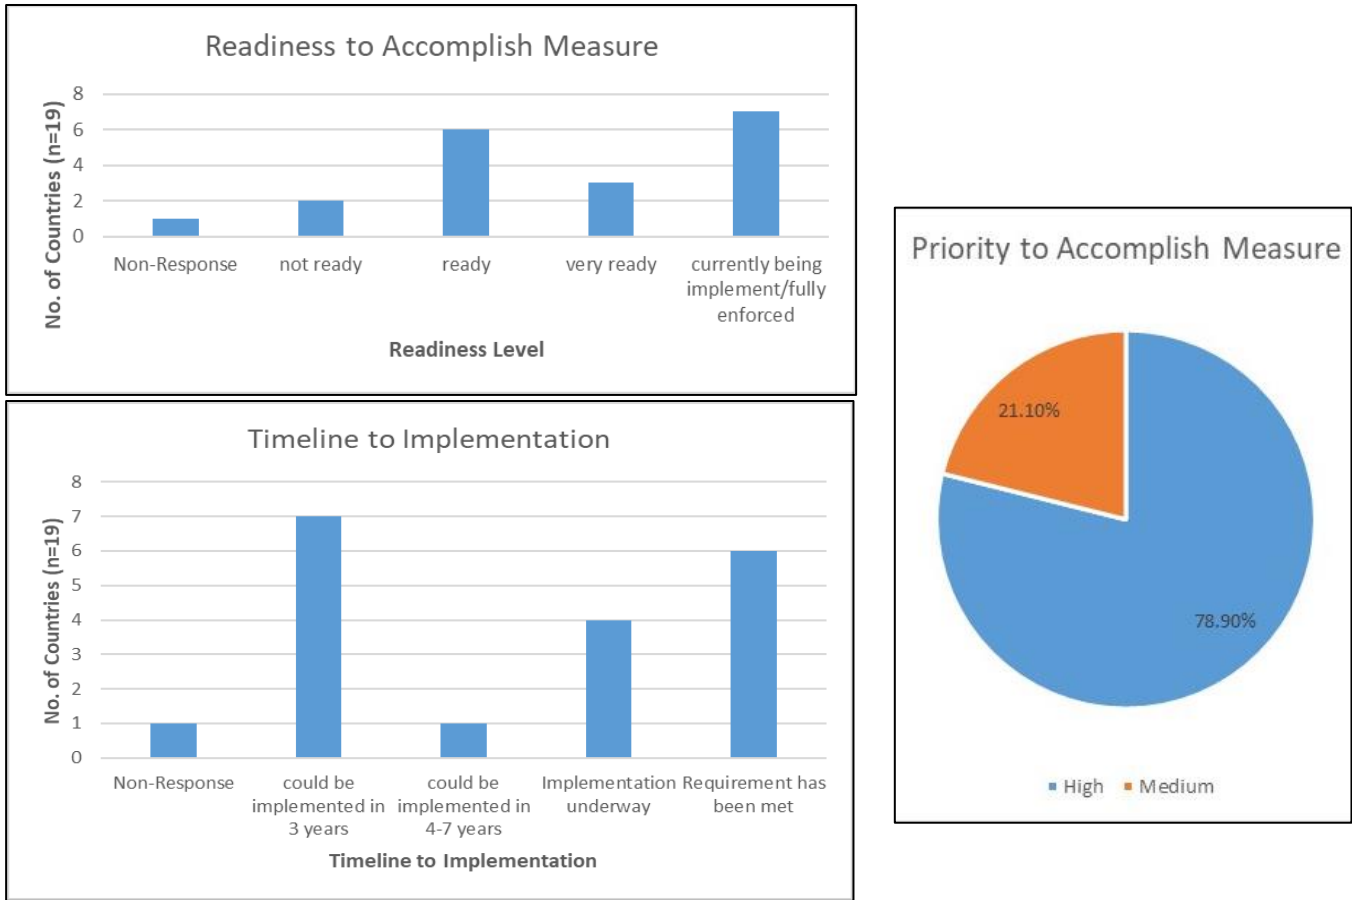 Readiness to Accomplish Measure
No. of Countries (n=19)
8
6
4
2
0
Non-Response
not ready
ready
very ready
currently being
implement/fully
enforced
Readiness Level
Timeline to Implementation
No. of Countries (n=19)
8
7
6
5
4
3
2
1
0
Non-Response
could be
implemented in
3 years
could be
implemented in
4-7 years
Implementation
underway
Requirement has
been met
Timeline to Implementation
Priority to Accomplish Measure
21.10%
78.90%
High
Medium